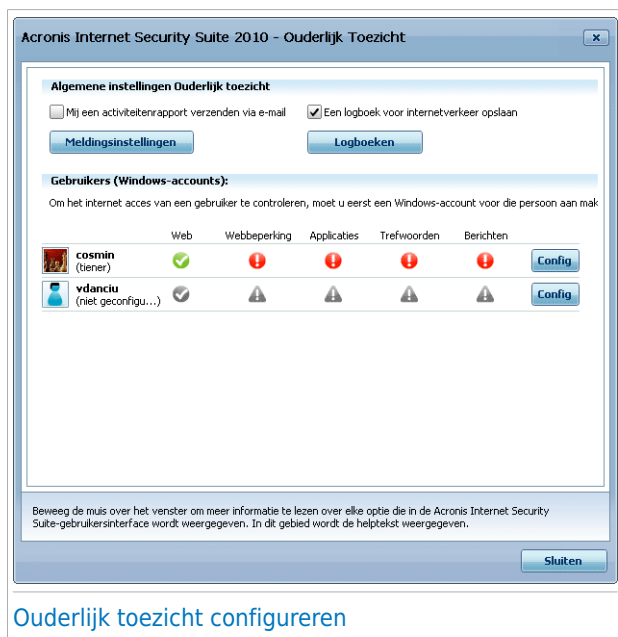 Acronis Internet Security Suite 2010 - Ouderlijk Toezicht
Algemene instellingen Ouderlijk toezicht
Mij een activiteitenrapport verzenden via e-mail
Een logboek voor internetverkeer opslaan
Meldingsinstellingen
Logboeken
Gebruikers (Windows-accounts):
Om het internet acces van een gebruiker te controleren, moet u eerst een Windows-account voor die persoon aan mak
Web Webbeperking Applicaties Trefwoorden Berichten
cosmin
(tiener)
Config
vdanciu
(niet geconfigu...)
Config
Beweeg de muis over het venster om meer informatie te lezen over elke optie die in de Acronis Internet Security
Suite-gebruikersinterface wordt weergegeven. In dit gebied wordt de helptekst weergegeven.
Sluiten
Ouderlijk toezicht configureren